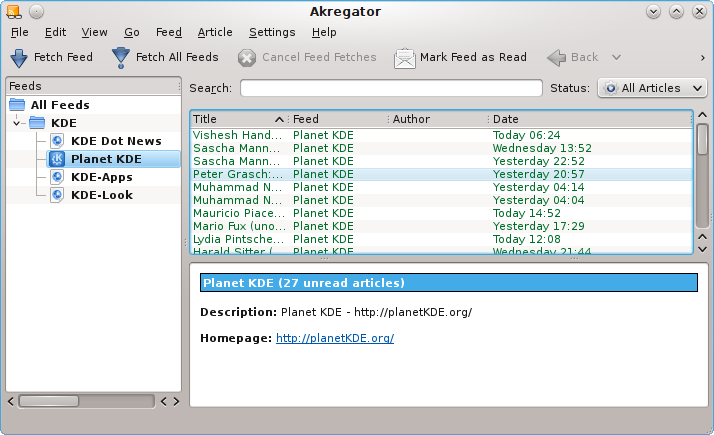 Akregator
File Edit View Go Feed Article Settings Help
Fetch Feed Fetch All Feeds Cancel Feed Fetches Mark Feed as Read Back
Feeds
Search: Status: All Articles
All Feeds
KDE
KDE Dot News
Planet KDE
KDE-Apps
KDE-Look
Title Feed Author Date
Vishesh Hand... Planet KDE Today 06:24
Sascha Mann... Planet KDE Wednesday 13:52
Sascha Mann... Planet KDE Yesterday 22:52
Peter Grasch:... Planet KDE Yesterday 20:57
Muhammad N... Planet KDE Yesterday 04:14
Muhammad N... Planet KDE Yesterday 04:04
Mauricio Piace... Planet KDE Today 14:52
Mario Fux (uno... Planet KDE Yesterday 17:29
Lydia Pintsche... Planet KDE Today 12:08
Harald Sitter (... Planet KDE Wednesday 21:44
Planet KDE (27 unread articles)
Description: Planet KDE - http://planetKDE.org/
Homepage: http://planetKDE.org/